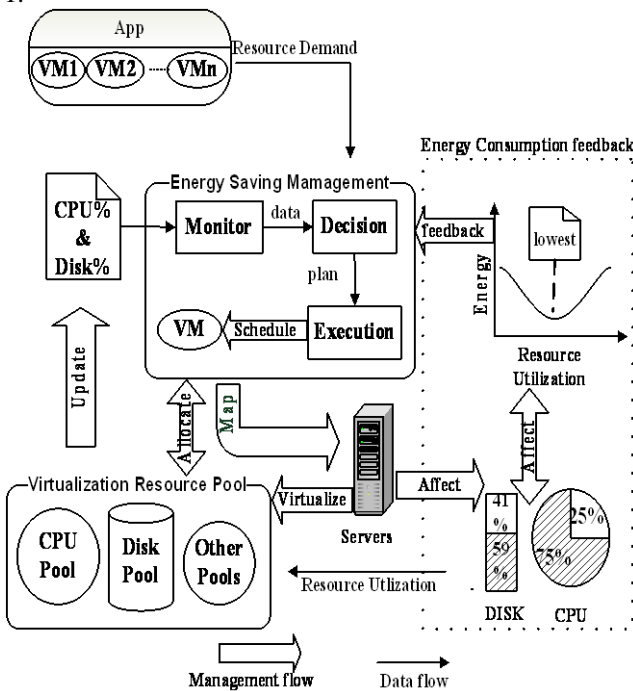 1.
App
VM1 VM2 ...... VMn
Resource Demand
Energy Consumption feedback
Energy Saving Mamagement
CPU%
&
Disk%
Monitor
data
Decision
feedback
lowest
Energy
plan
VM
Schedule
Execution
Resource
Utilization
Update
Allocate
Map
Affect
Virtualization Resource Pool
Virtualize
Servers
Affect
CPU
Pool
Disk
Pool
Other
Pools
41
%
59
%
25%
75%
Resource Utlization
DISK CPU
Management flow
Data flow